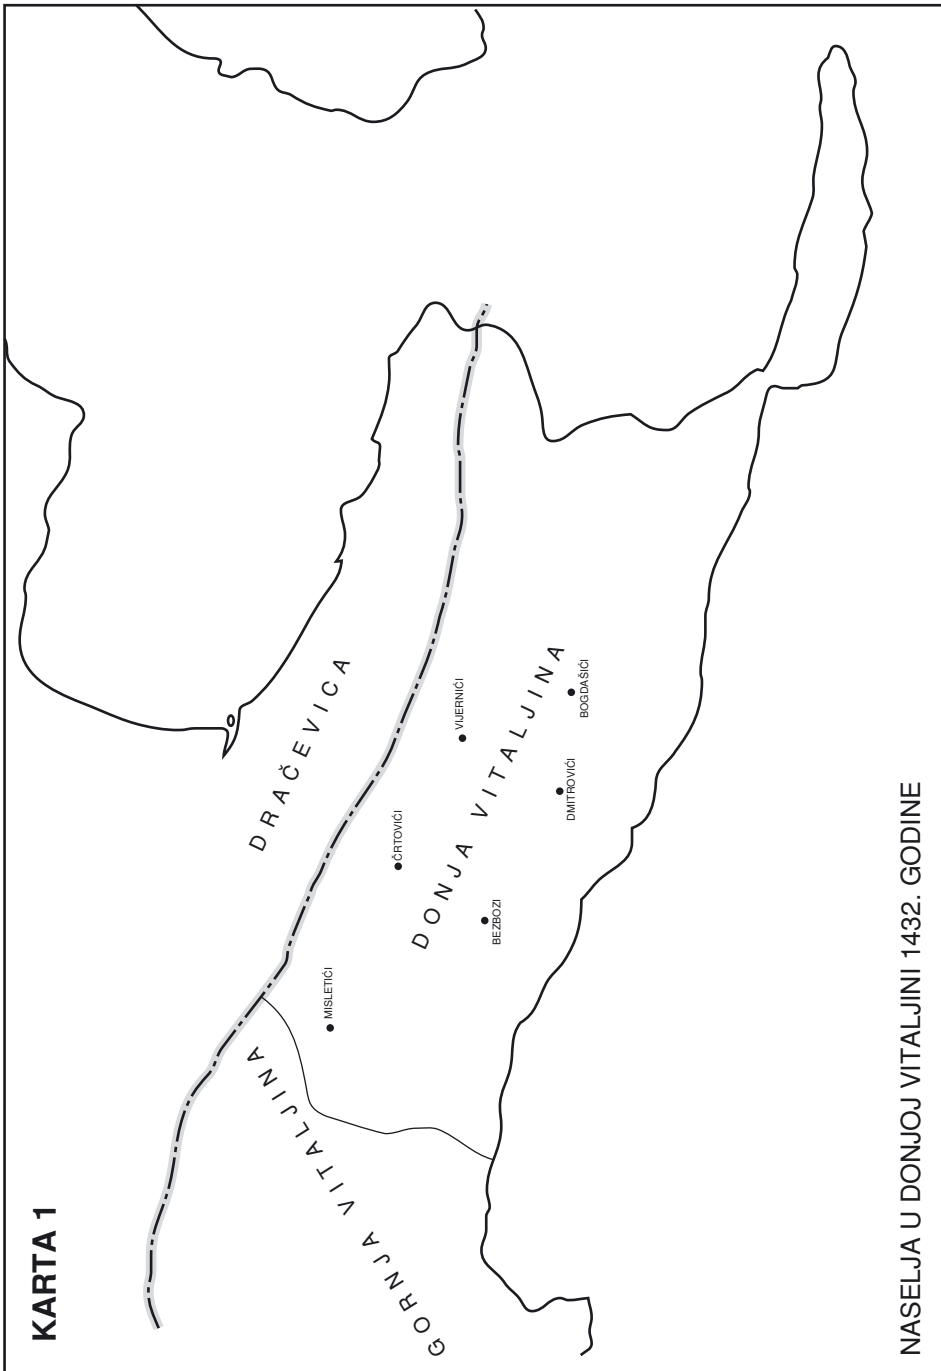 KARTA 1
DRAČEVICA
GORNJA VITALJINA
DONJA VITALJINA
MISLETIĆI
ČRTOVIĆI
VIJERNIĆI
BEZBOZI
DMITROVIĆI
BOGDAŠIĆI
NASELJA U DONJOJ VITALJINI 1432. GODINE